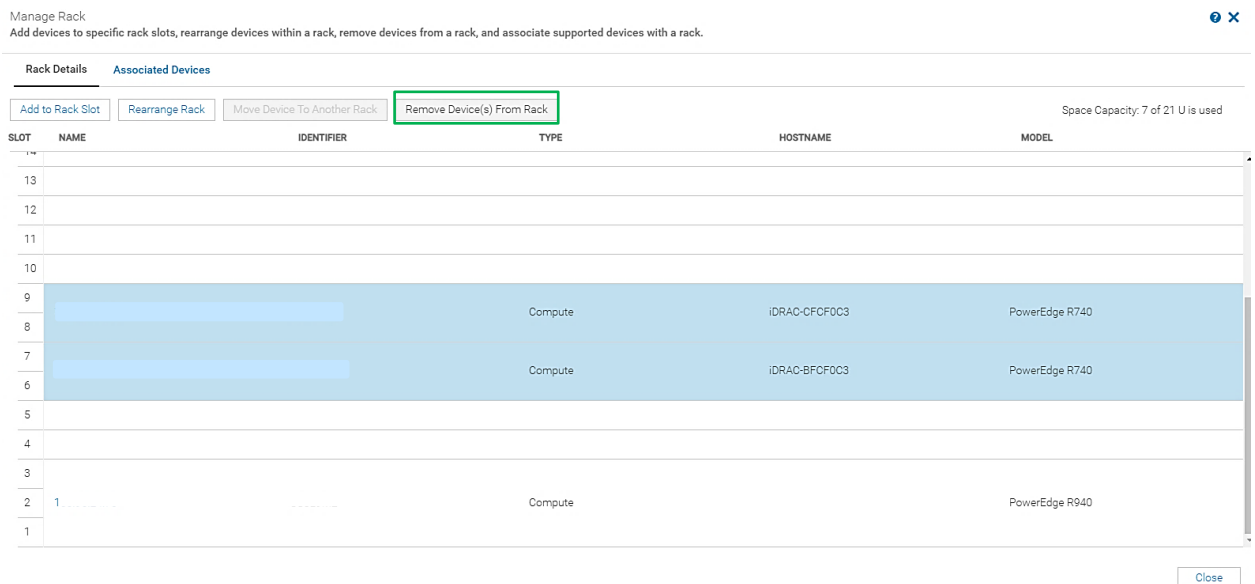 Manage Rack
Add devices to specific rack slots, rearrange devices within a rack, remove devices from a rack, and associate supported devices with a rack.
Rack Details Associated Devices
Add to Rack Slot Rearrange Rack Move Device To Another Rack Remove Device(s) From Rack Space Capacity: 7 of 21 U is used
SLOT NAME IDENTIFIER TYPE HOSTNAME MODEL
14
13
12
11
10
9
Compute iDRAC-CFCF0C3 PowerEdge R740
8
7
Compute iDRAC-BFCF0C3 PowerEdge R740
6
5
4
3
2 1 Compute PowerEdge R940
1
Close